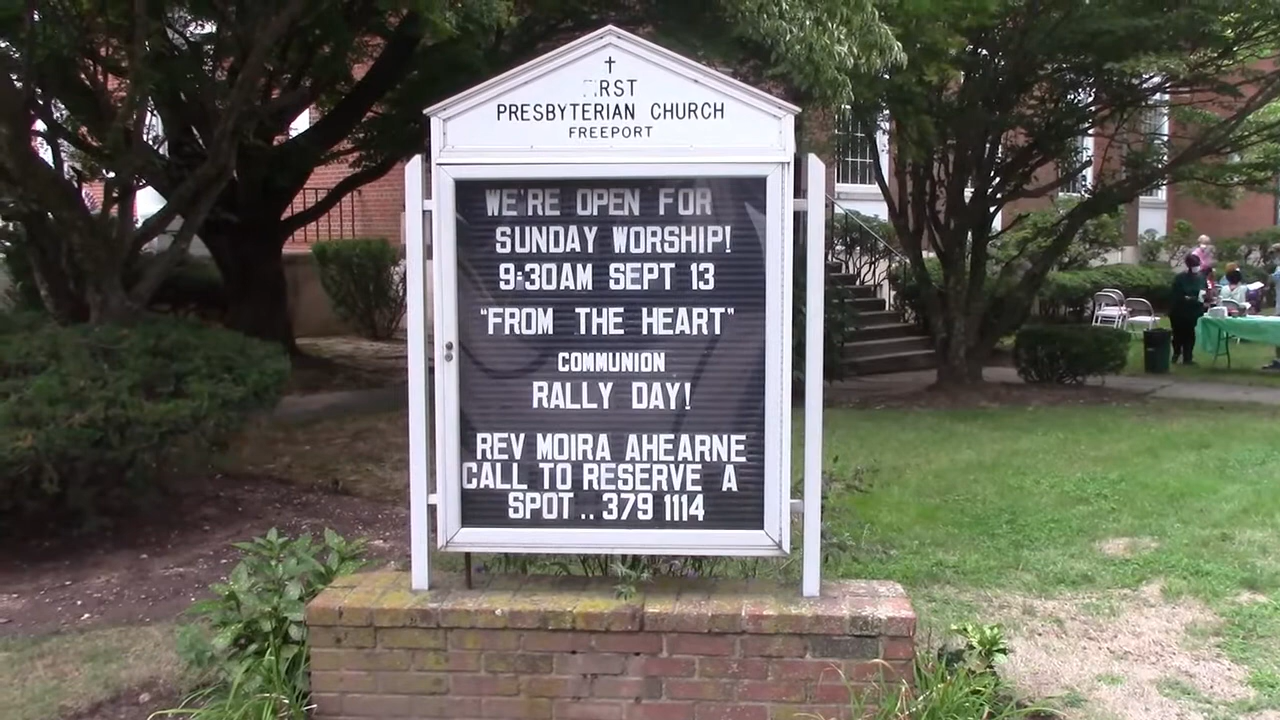 FIRST
PRESBYTERIAN CHURCH
FREEPORT
WE'RE OPEN FOR
SUNDAY WORSHIP!
9:30AM SEPT 13
"FROM THE HEART"
COMMUNION
RALLY DAY!
REV MOIRA AHEARNE
CALL TO RESERVE A
SPOT .. 379 1114